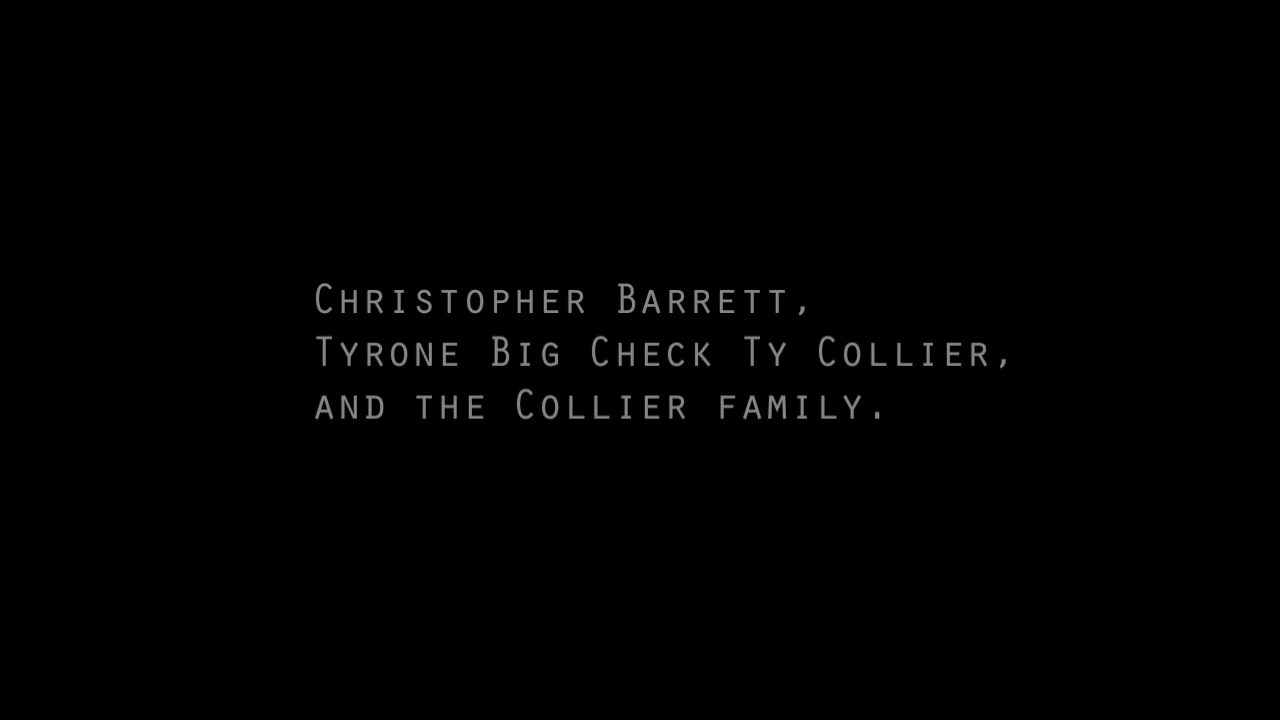 Christopher Barrett,
Tyrone Big Check Ty Collier,
and the Collier family.